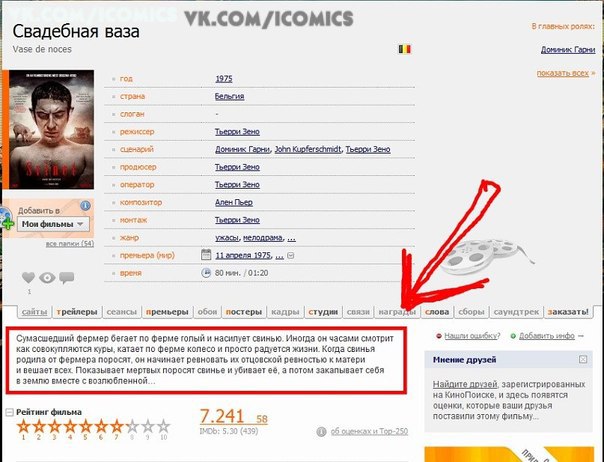 VK.COM/ICOMICS VK.COM/ICOMICS
Свадебная ваза
Vase de noces
В главных ролях:
Доминик Гарни
показать всех »
год 1975
страна Бельгия
слоган -
режиссер Тьерри Зено
сценарий Доминик Гарни, John Kupferschmidt, Тьерри Зено
продюсер Тьерри Зено
оператор Тьерри Зено
композитор Ален Пьер
монтаж Тьерри Зено
жанр ужасы, мелодрама, ...
премьера (мир) 11 апреля 1975, ...
время 80 мин. / 01:20
Добавить в
Мои фильмы
все папки (54)
1
сайты трейлеры сеансы премьеры обои постеры кадры студии связи награды слова сборы саундтрек заказать!
Сумасшедший фермер бегает по ферме голый и насилует свинью. Иногда он часами смотрит
как совокупляются куры, катает по ферме колесо и просто радуется жизни. Когда свинья
родила от фермера поросят, он начинает ревновать их отцовской ревностью к матери
и вешает всех. Показывает мертвых поросят свинье и убивает её, а потом закапывает себя
в землю вместе с возлюбленной...
Нашли ошибку? Добавить инфо →
Мнение друзей
Найдите друзей, зарегистрированных
на КиноПоиске, и здесь появятся
оценки, которые ваши друзья
поставили этому фильму...
Рейтинг фильма
1 2 3 4 5 6 7 8 9 10
7.241 58
IMDb: 5.30 (439)
об оценках и Top-250